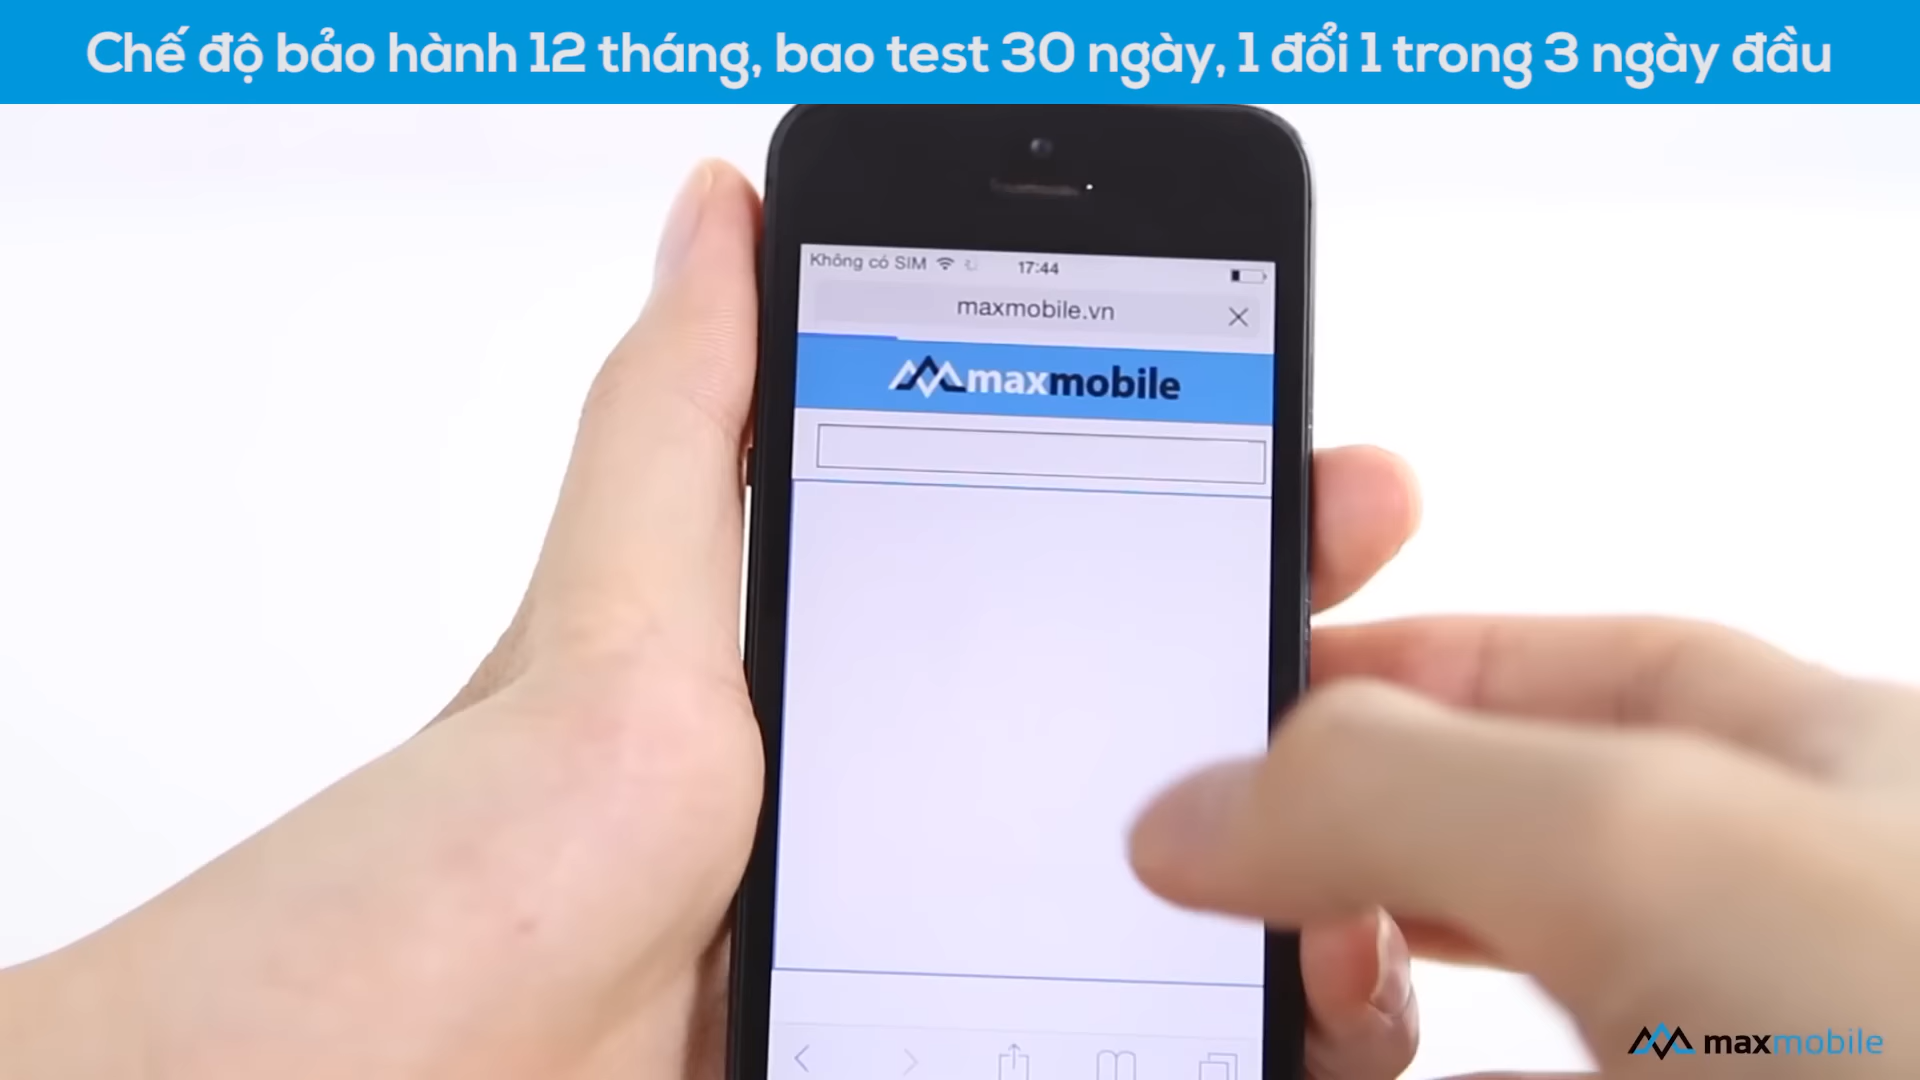 Chế độ bảo hành 12 tháng, bao test 30 ngày, 1 đổi 1 trong 3 ngày đầu
Không có SIM 17:44
maxmobile.vn
maxmobile
maxmobile